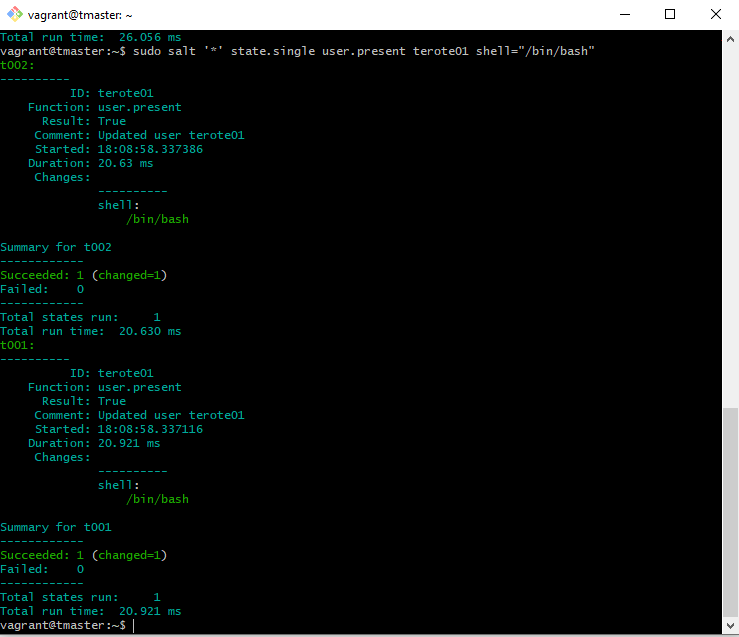 vagrant@tmaster: ~
Total run time:  26.056 ms
vagrant@tmaster:~$ sudo salt '*' state.single user.present terote01 shell="/bin/bash"
t002:
----------
          ID: terote01
    Function: user.present
      Result: True
     Comment: Updated user terote01
     Started: 18:08:58.337386
    Duration: 20.63 ms
     Changes:
              ----------
              shell:
                  /bin/bash

Summary for t002
------------
Succeeded: 1 (changed=1)
Failed:    0
------------
Total states run:     1
Total run time:  20.630 ms
t001:
----------
          ID: terote01
    Function: user.present
      Result: True
     Comment: Updated user terote01
     Started: 18:08:58.337116
    Duration: 20.921 ms
     Changes:
              ----------
              shell:
                  /bin/bash

Summary for t001
------------
Succeeded: 1 (changed=1)
Failed:    0
------------
Total states run:     1
Total run time:  20.921 ms
vagrant@tmaster:~$